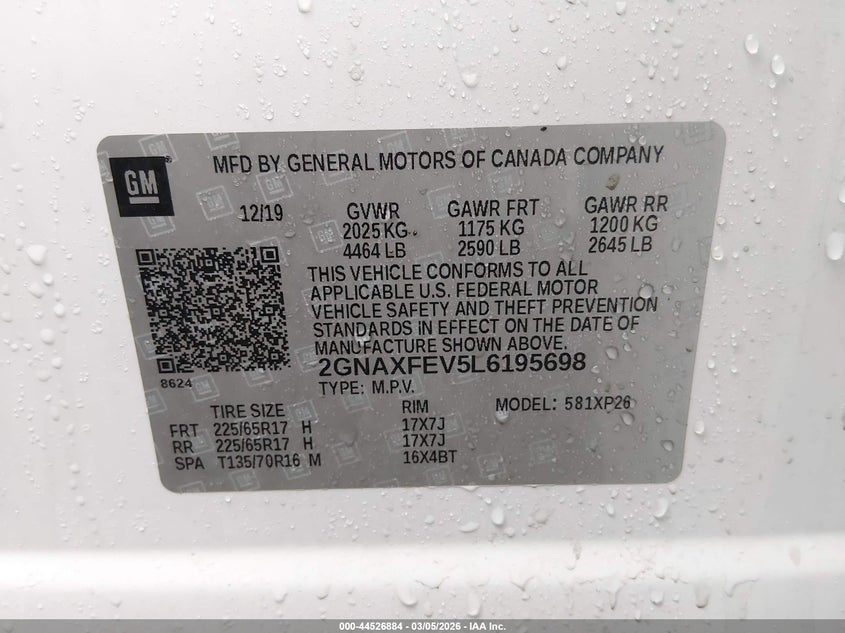 GM
MFD BY GENERAL MOTORS OF CANADA COMPANY
12/19 GVWR GAWR FRT GAWR RR
2025 KG 1175 KG 1200 KG
4464 LB 2590 LB 2645 LB
THIS VEHICLE CONFORMS TO ALL
APPLICABLE U.S. FEDERAL MOTOR
VEHICLE SAFETY AND THEFT PREVENTION
STANDARDS IN EFFECT ON THE DATE OF
MANUFACTURE SHOWN ABOVE.
8624
2GNAXFEV5L6195698
TYPE: M.P.V.
TIRE SIZE RIM MODEL: 581XP26
FRT 225/65R17 H 17X7J
RR 225/65R17 H 17X7J
SPA T135/70R16 M 16X4BT
000-44526884 - 03/05/2026 - IAA Inc.